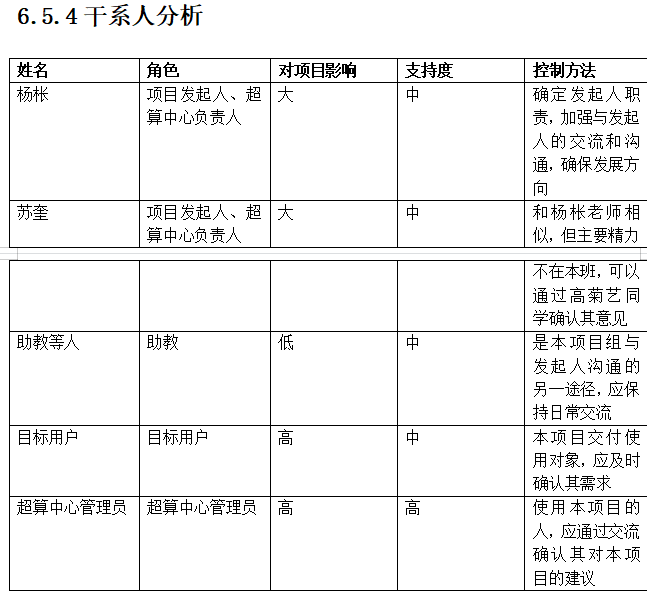 6.5.4 干系人分析
姓名 角色 对项目影响 支持度 控制方法
杨枨 项目发起人、超 大 中 确定发起人职
算中心负责人 责，加强与发起
人的交流和沟
通，确保发展方
向
苏奎 项目发起人、超 大 中 和杨枨老师相
算中心负责人 似，但主要精力
不在本班，可以
通过高菊艺同
学确认其意见
助教等人 助教 低 中 是本项目组与
发起人沟通的
另一途径，应保
持日常交流
目标用户 目标用户 高 中 本项目交付使
用对象，应及时
确认其需求
超算中心管理员 超算中心管理员 高 高 使用本项目的
人，应通过交流
确认其对本项
目的建议